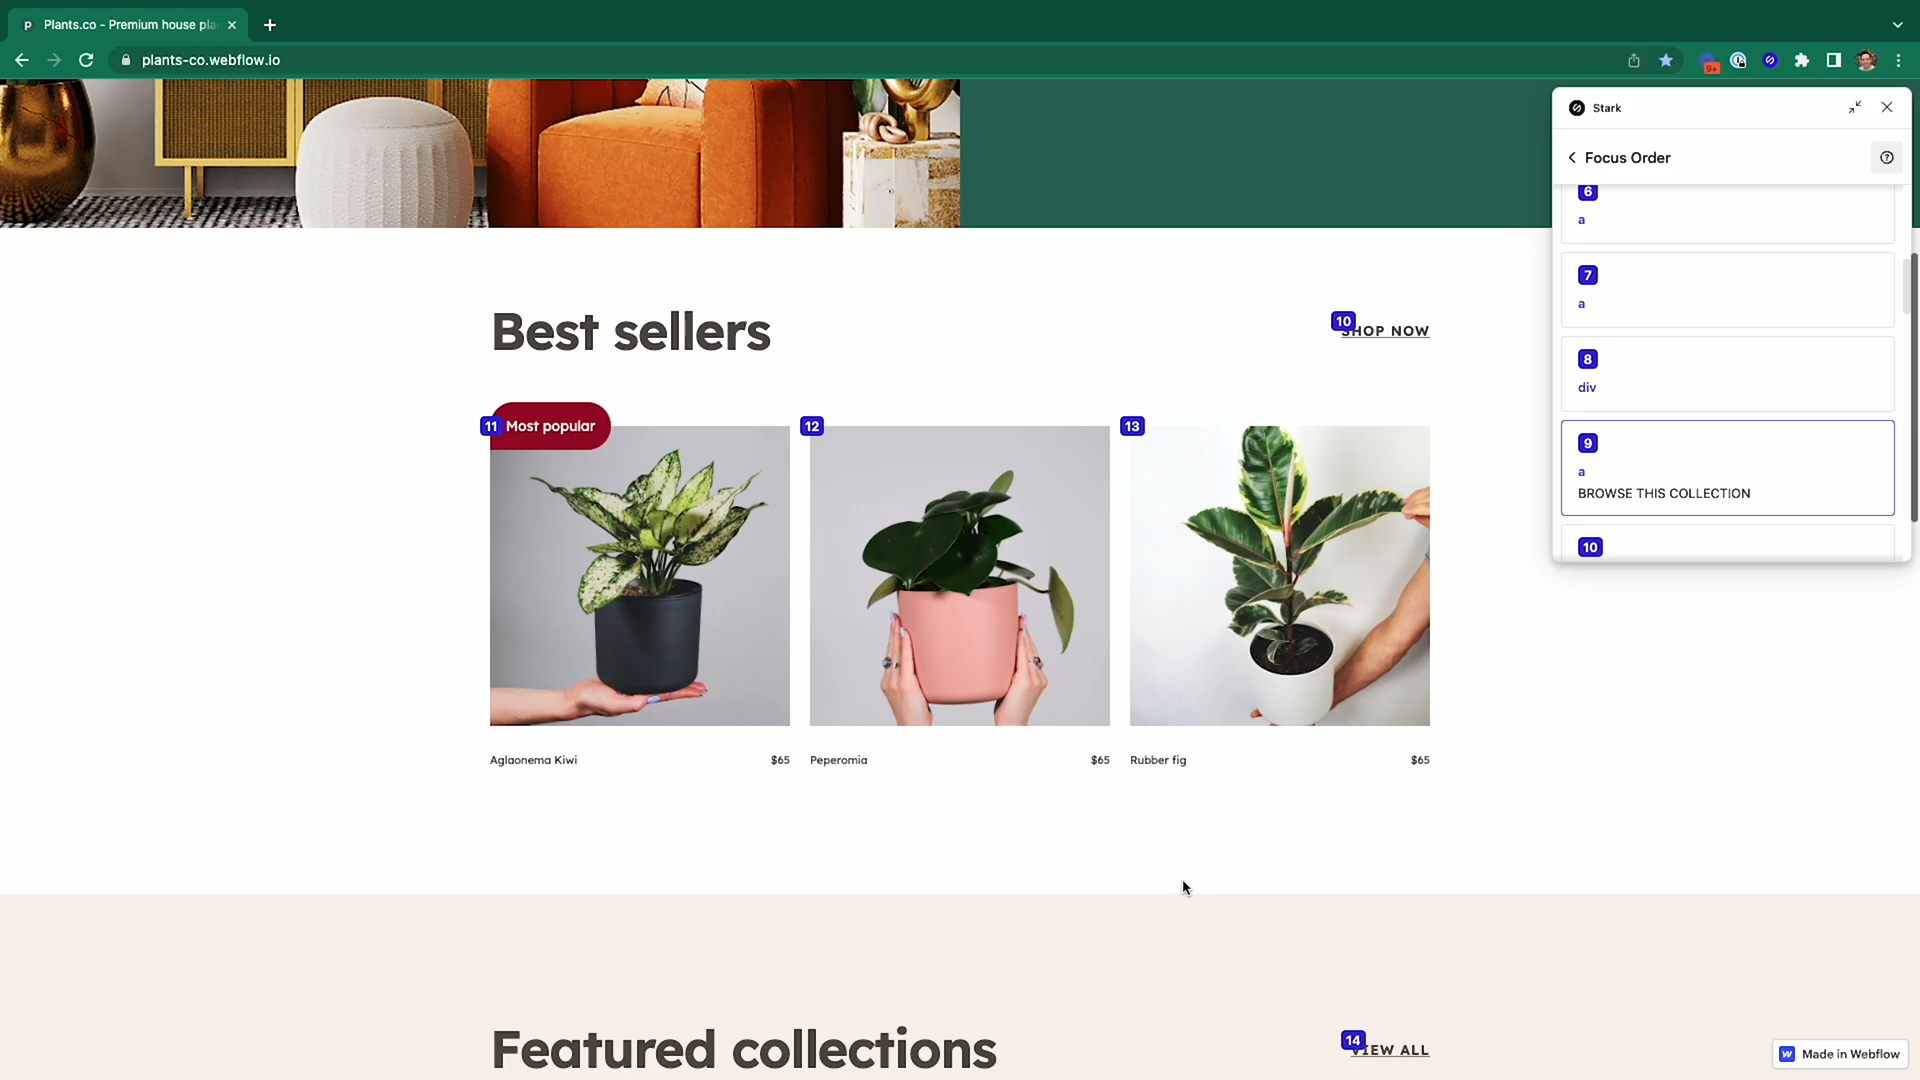 Plants.co - Premium house pla
plants-co.webflow.io
9+
Stark
Focus Order
6
a
7
a
8
div
9
a
BROWSE THIS COLLECTION
10
Best sellers
10
SHOP NOW
11 Most popular
12
13
Aglaonema Kiwi $65
Peperomia $65
Rubber fig $65
Featured collections
14
VIEW ALL
Made in Webflow